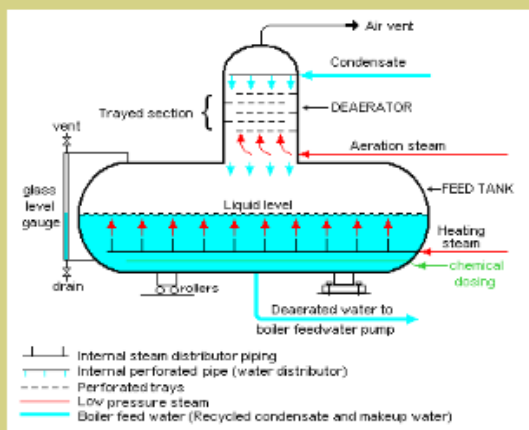 Air vent
Condensate
Trayed section
DEAERATOR
vent
Aeration steam
glass
level
gauge
Liquid level
FEED TANK
Heating
steam
chemical
dosing
drain
rollers
Deaerated water to
boiler feedwater pump
Internal steam distributor piping
Internal perforated pipe (water distributor)
Perforated trays
Low pressure steam
Boiler feed water (Recycled condensate and makeup water)